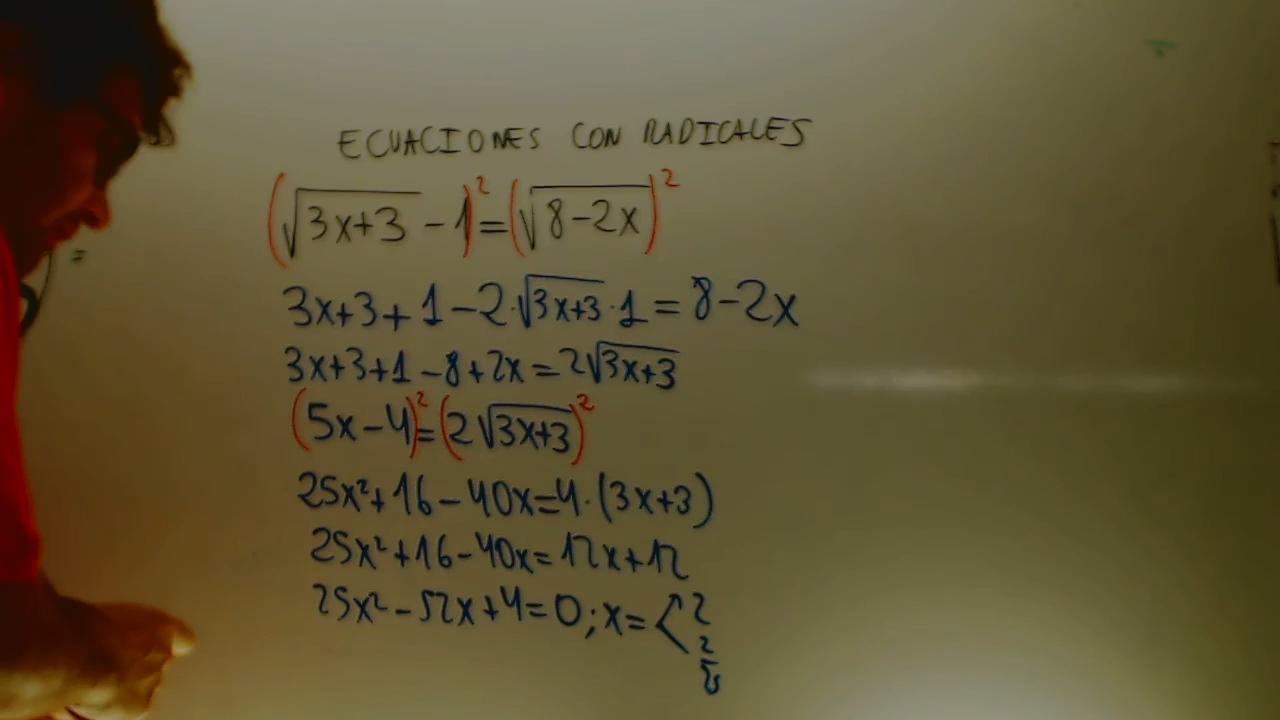 ECUACIONES CON RADICALES
(√3x+3 - 1)² = (√8-2x)²
3x+3+1-2·√3x+3·1 = 8-2x
3x+3+1-8+2x=2√3x+3
(5x-4)²=(2√3x+3)²
25x²+16-40x=4·(3x+3)
25x²+16-40x=12x+12
25x²-52x+4=0; x= < 2
2